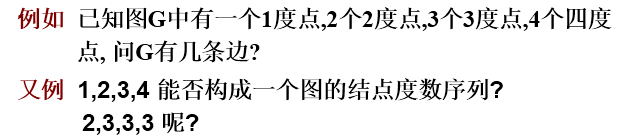 例如 已知图G中有一个1度点,2个2度点,3个3度点,4个四度
点, 问G有几条边?
又例 1,2,3,4 能否构成一个图的结点度数序列?
2,3,3,3 呢?